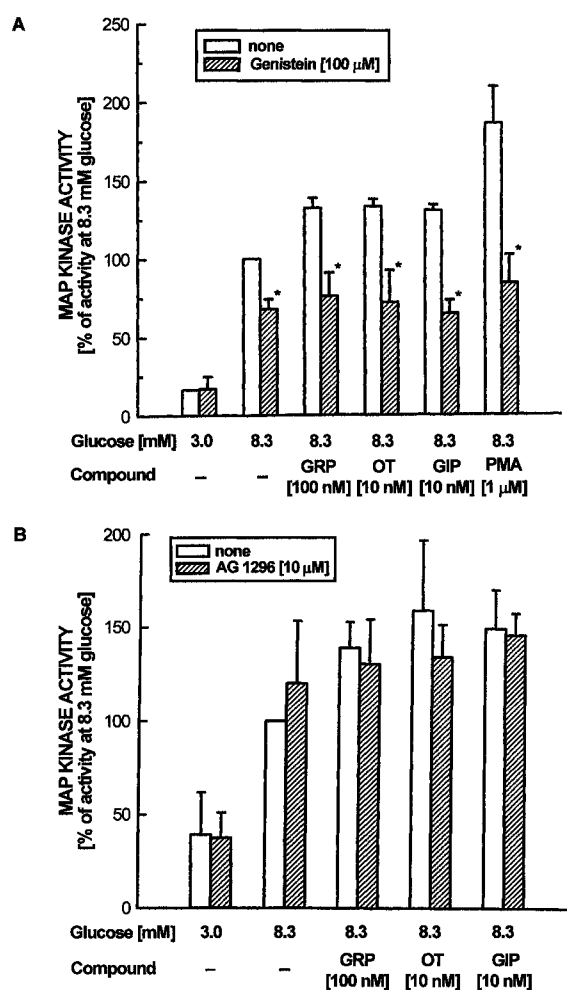 A
none
Genistein [100 µM]
MAP KINASE ACTIVITY
[% of activity at 8.3 mM glucose]
250
200
150
100
50
0
Glucose [mM] 3.0 8.3 8.3 8.3 8.3 8.3
Compound – – GRP OT GIP PMA
[100 nM] [10 nM] [10 nM] [1 µM]
* * * * *
B
none
AG 1296 [10 µM]
MAP KINASE ACTIVITY
[% of activity at 8.3 mM glucose]
200
150
100
50
0
Glucose [mM] 3.0 8.3 8.3 8.3 8.3
Compound – – GRP OT GIP
[100 nM] [10 nM] [10 nM]